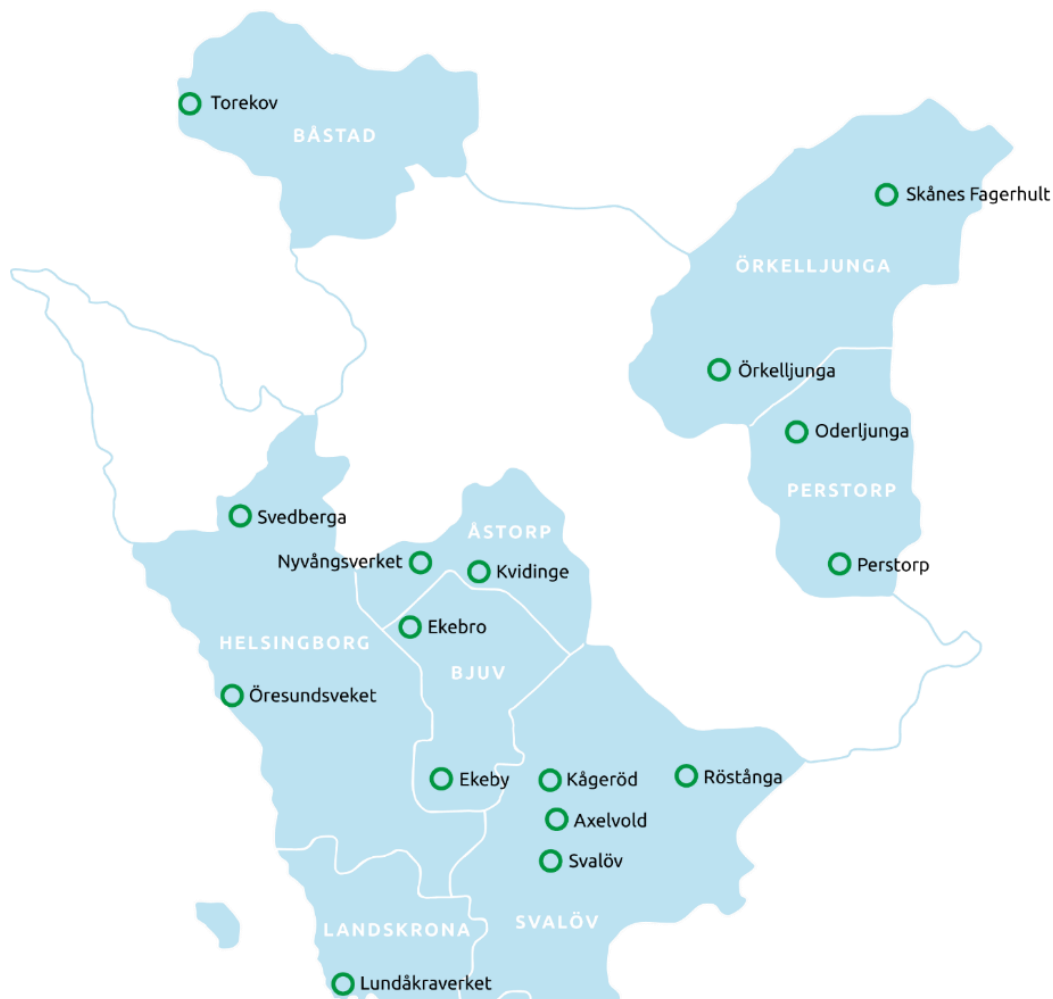 Torekov
BÅSTAD
Skånes Fagerhult
ÖRKELLJUNGA
Örkelljunga
Oderljunga
PERSTORP
Svedberga
ÅSTORP
Nyvångsverket
Kvidinge
Perstorp
Ekebro
HELSINGBORG
BJUV
Öresundsveket
Ekeby
Kågeröd
Röstånga
Axelvold
Svalöv
SVALÖV
LANDSKRONA
Lundåkraverket